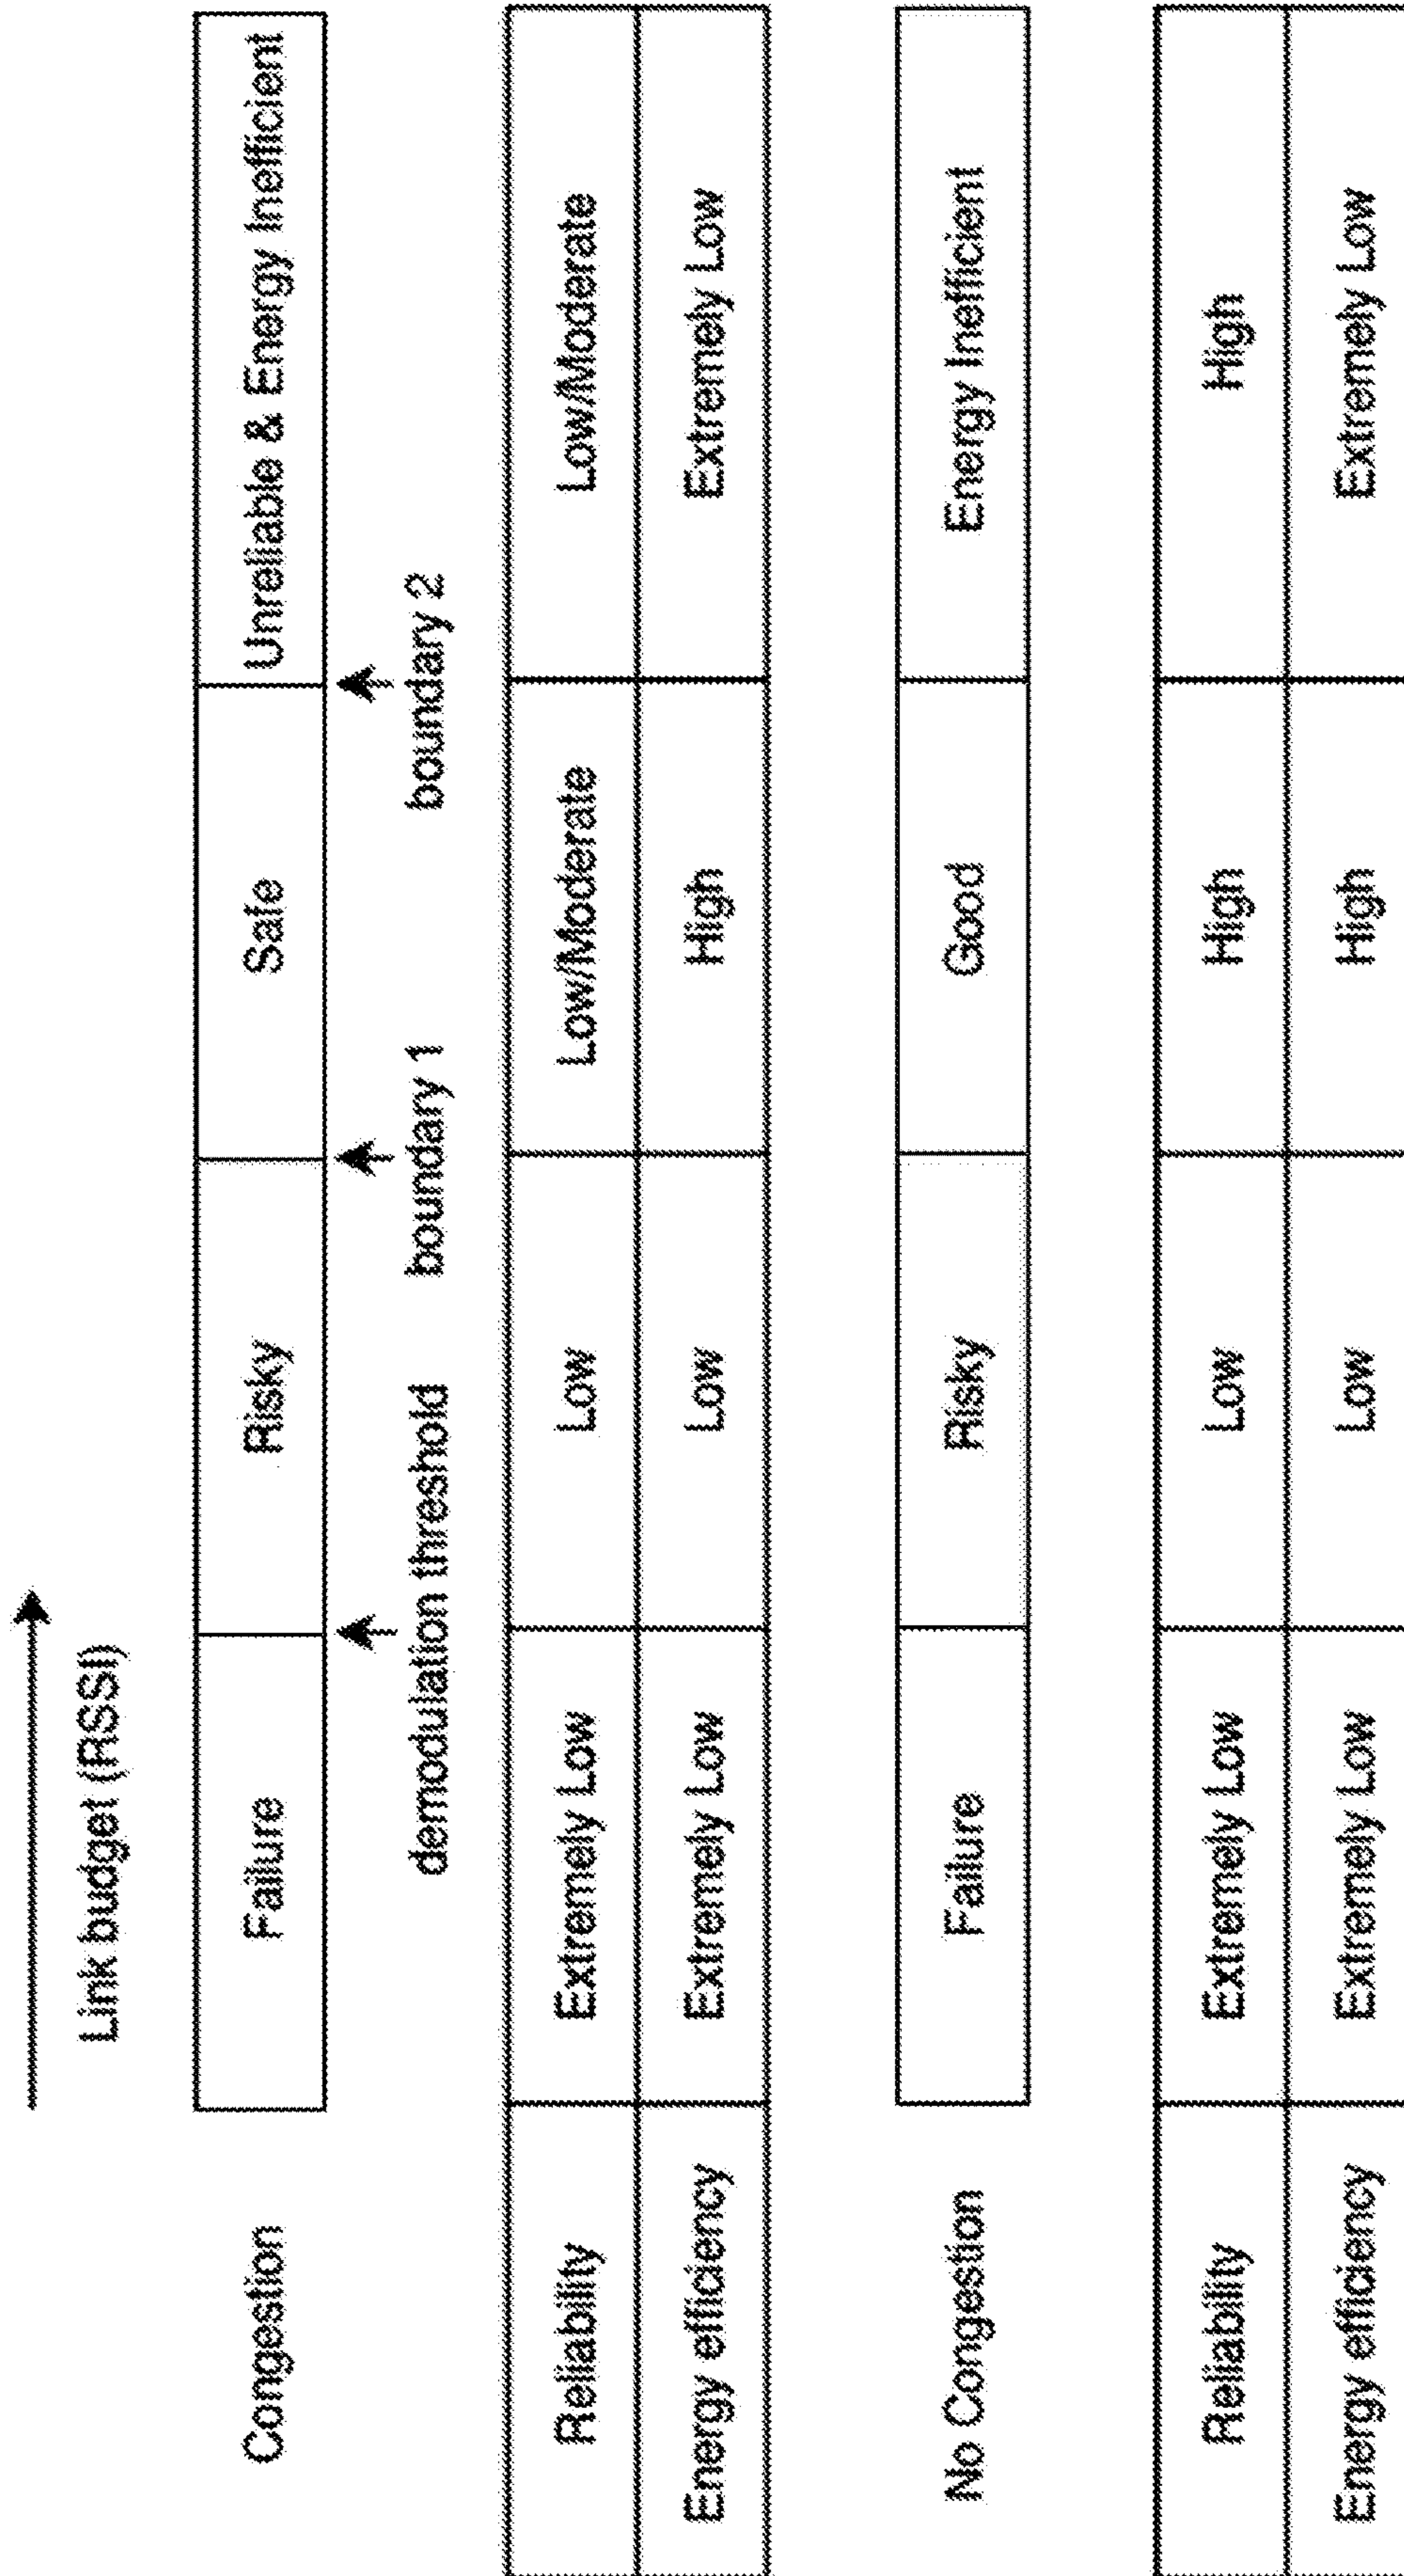 Link budget (RSSI)
Congestion Failure Risky Safe Unreliable & Energy Inefficient
demodulation threshold boundary 1 boundary 2
Reliability Extremely Low Low Low/Moderate Low/Moderate
Energy efficiency Extremely Low Low High Extremely Low
No Congestion Failure Risky Good Energy Inefficient
Reliability Extremely Low Low High High
Energy efficiency Extremely Low Low High Extremely Low